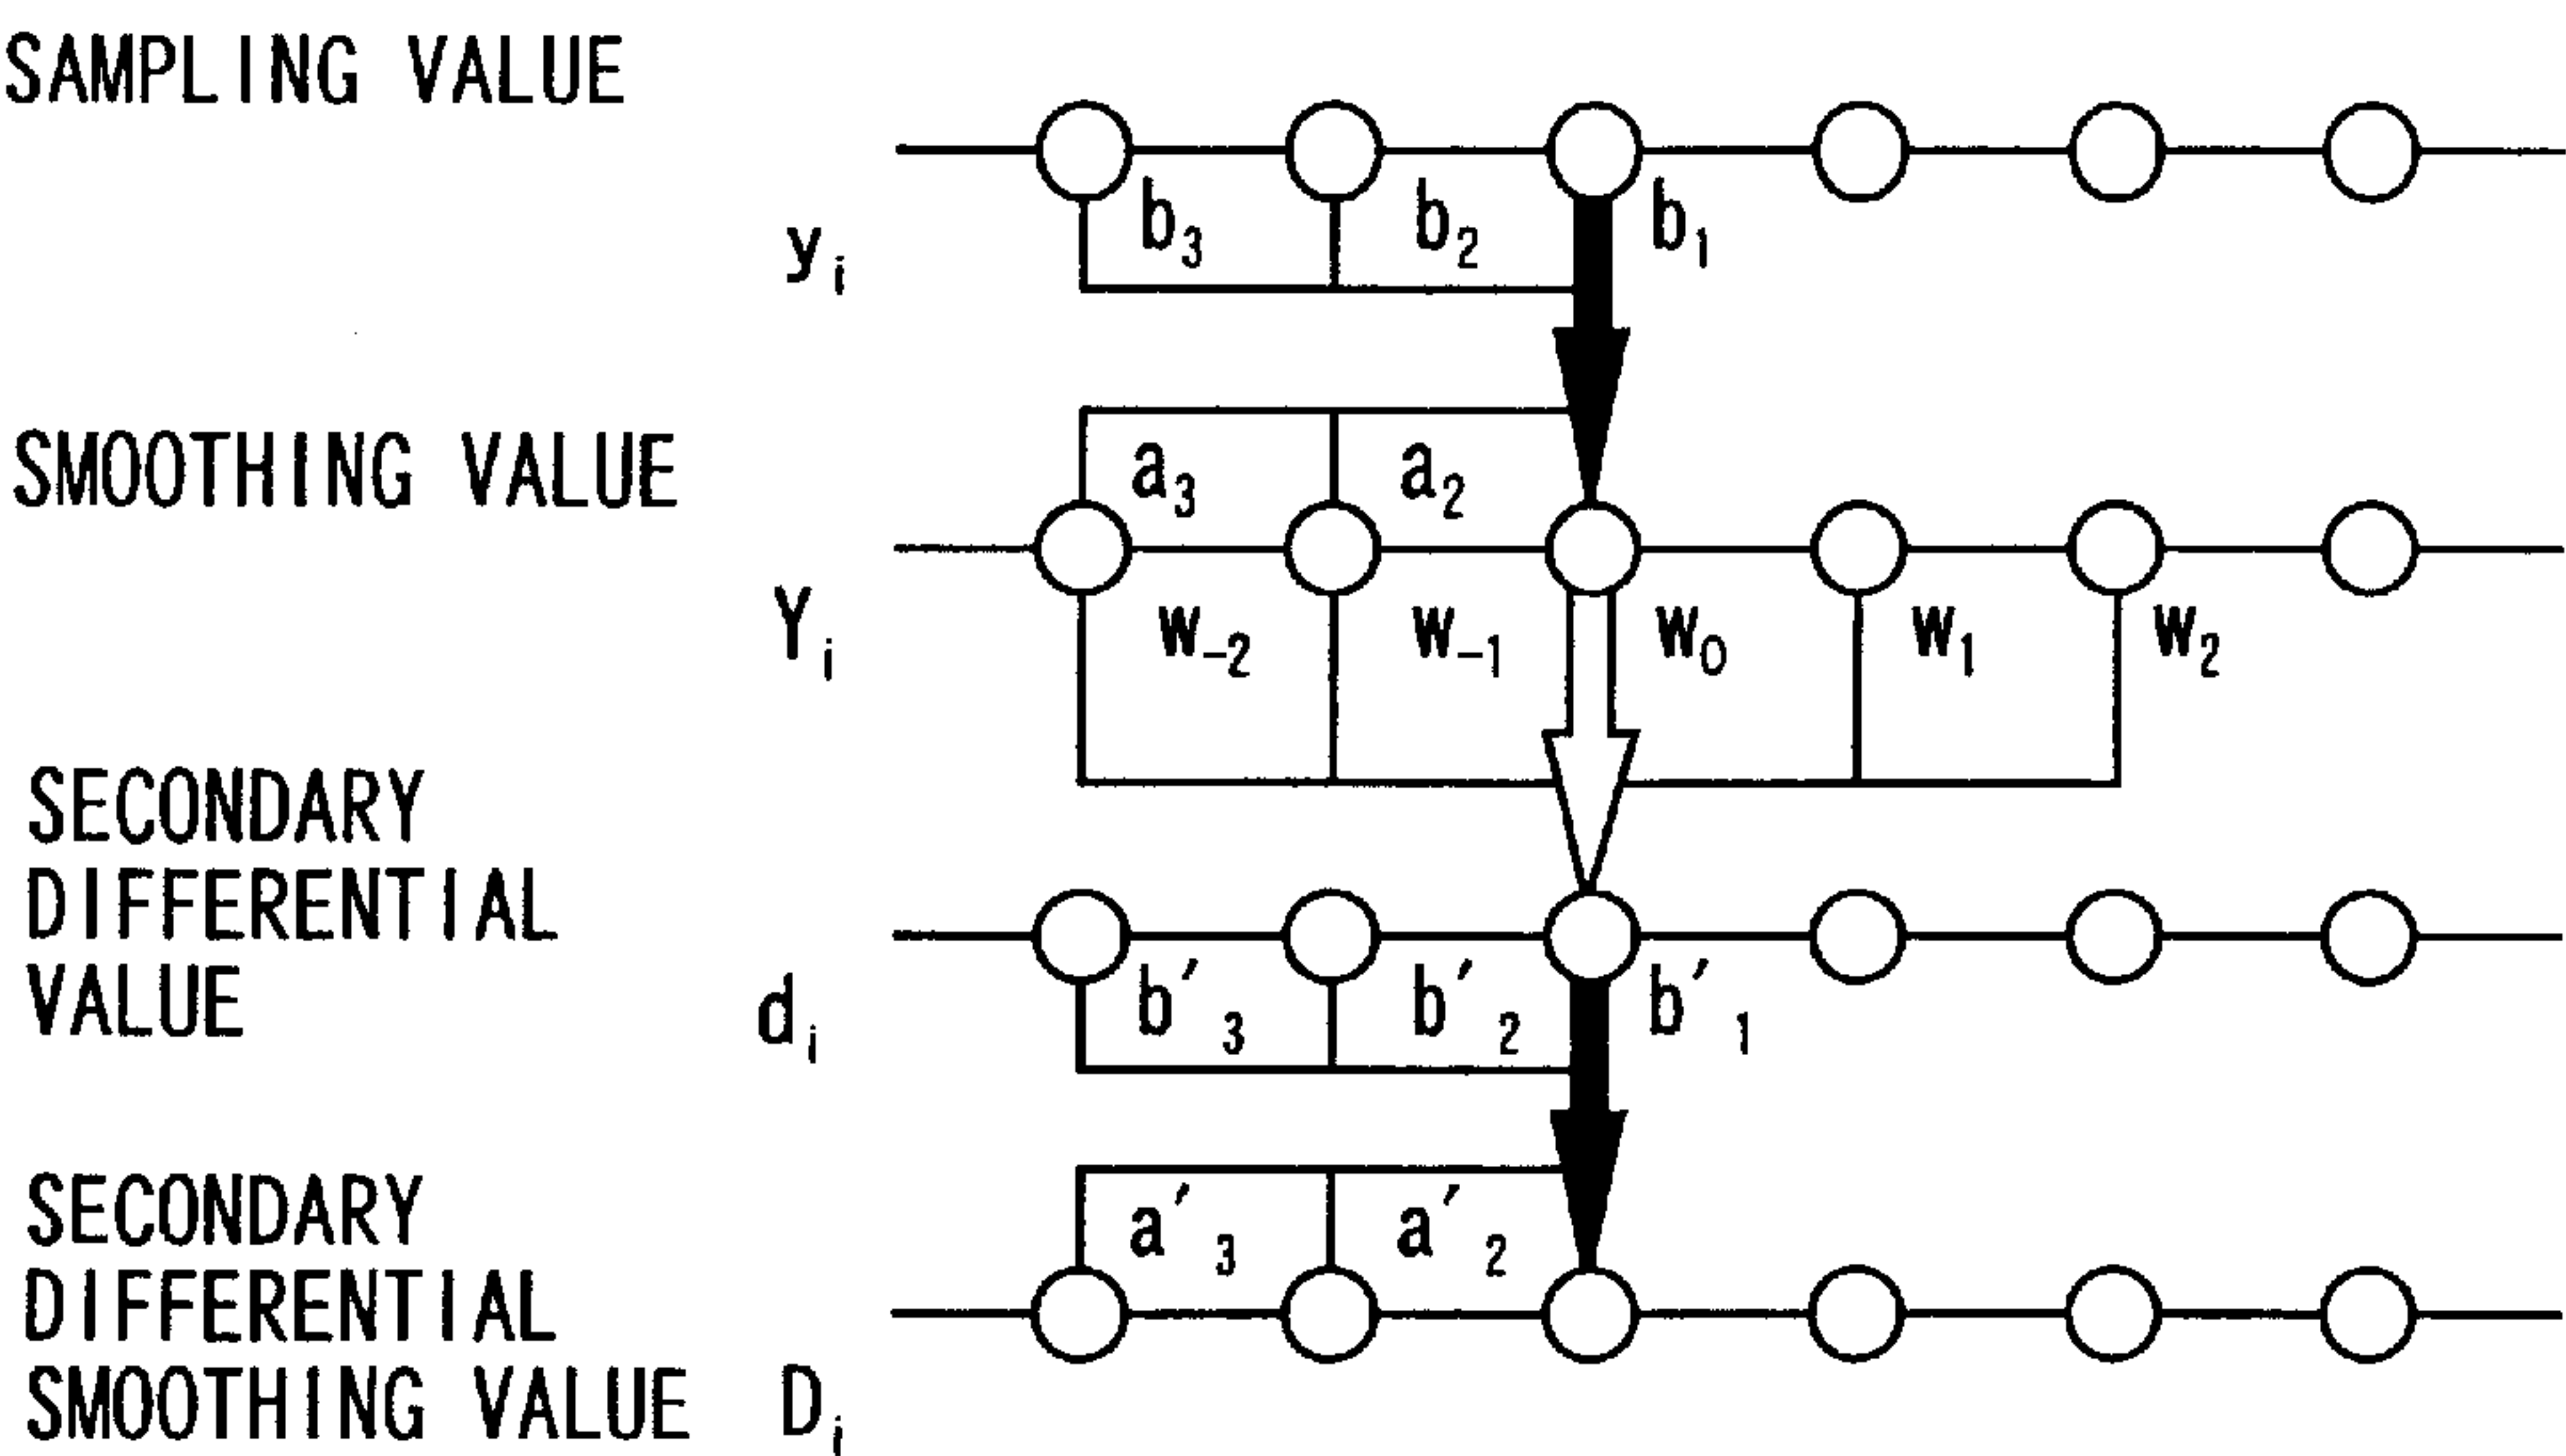 SAMPLING VALUE
y_i b_3 b_2 b_1
SMOOTHING VALUE
a_3 a_2
Y_i w_-2 w_-1 w_0 w_1 w_2
SECONDARY
DIFFERENTIAL
VALUE
d_i b'_3 b'_2 b'_1
SECONDARY
a'_3 a'_2
DIFFERENTIAL
SMOOTHING VALUE D_i